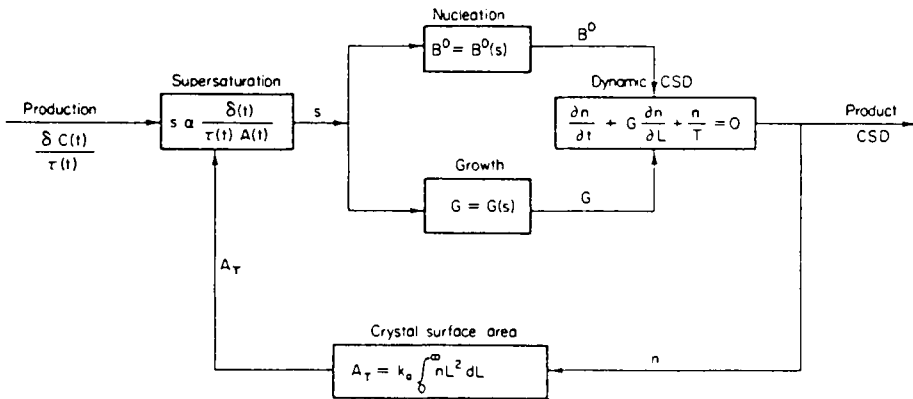 Nucleation
B⁰ = B⁰(s)
B⁰
Supersaturation
Dynamic CSD
Production
s α δ(t) / τ(t) A(t)
s
∂n/∂t + G ∂n/∂L + n/T = 0
Product
CSD
δ C(t) / τ(t)
Growth
G = G(s)
G
A_T
Crystal surface area
A_T = k_a ∫₀^∞ nL² dL
n